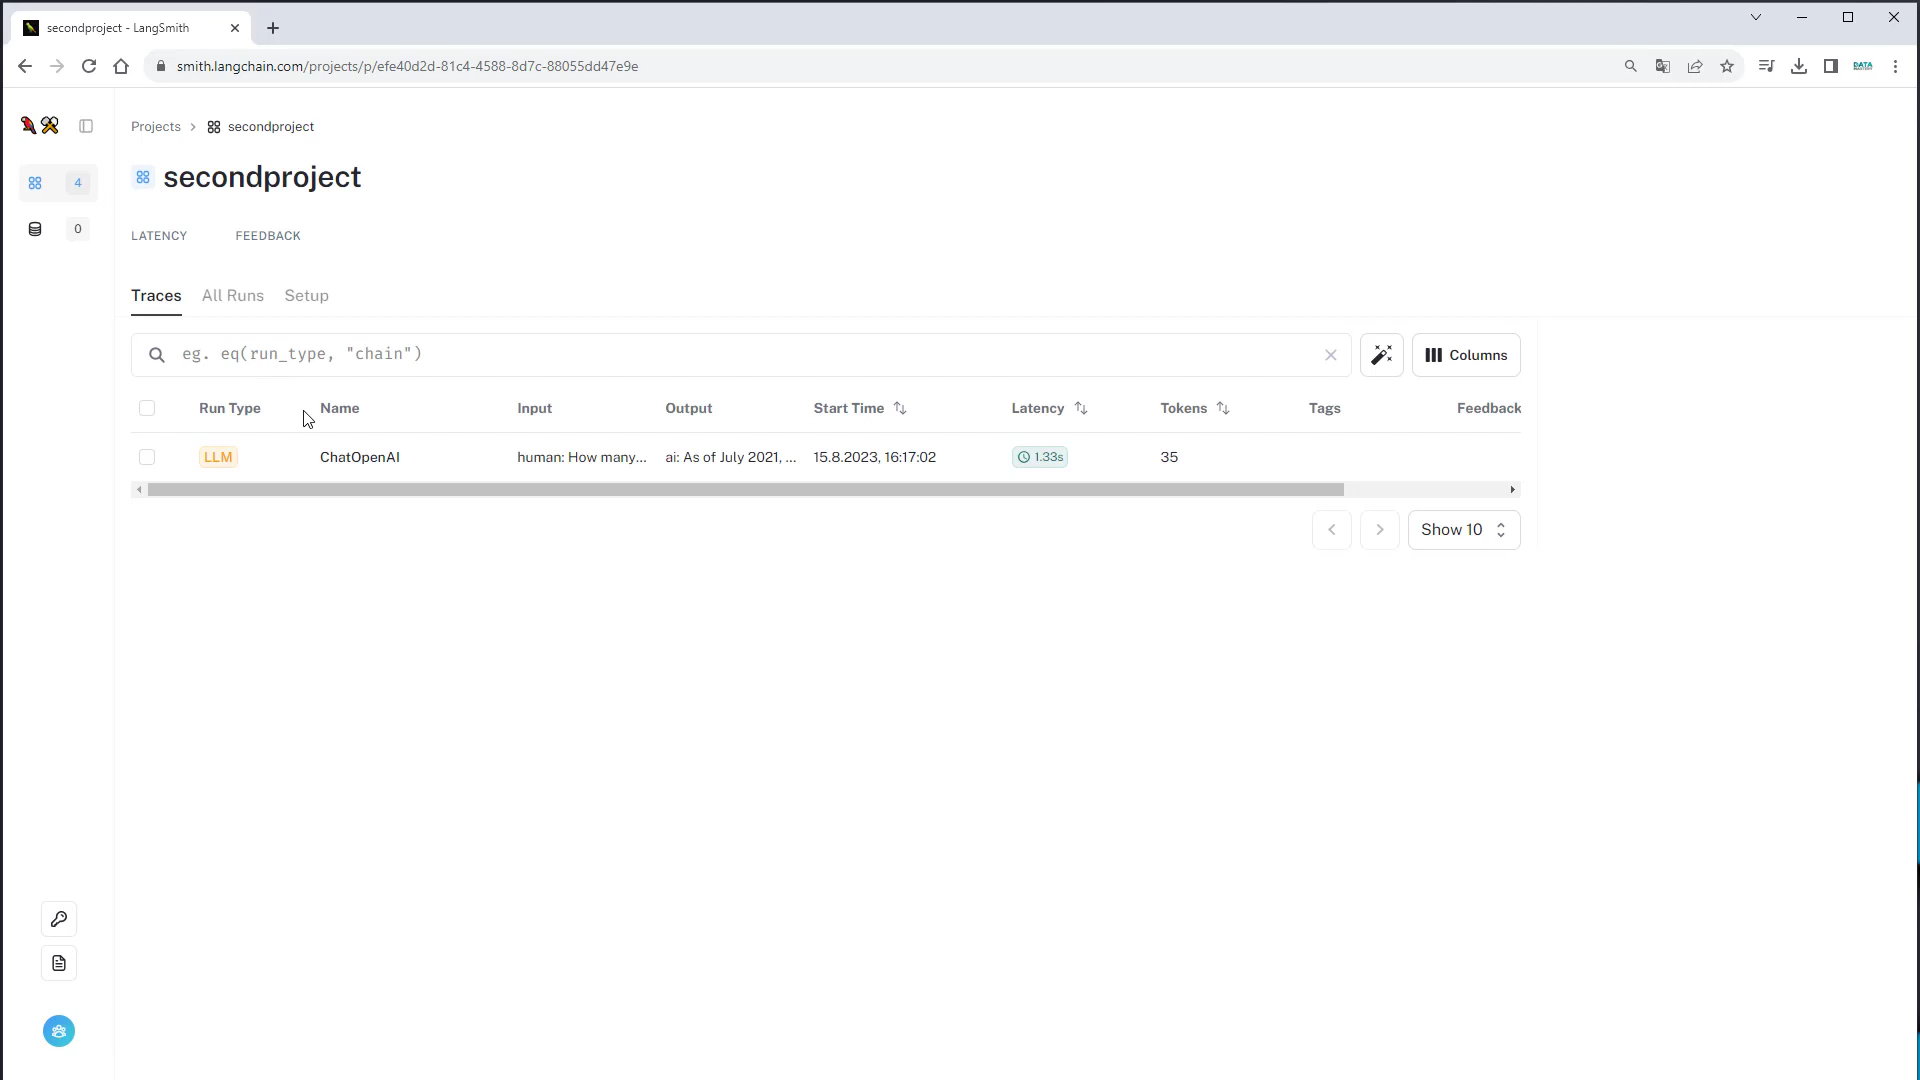 secondproject - LangSmith
smith.langchain.com/projects/p/efe40d2d-81c4-4588-8d7c-88055dd47e9e
DATA
Projects > secondproject
4
secondproject
0
LATENCY FEEDBACK
Traces All Runs Setup
eg. eq(run_type, "chain")
Columns
Run Type Name Input Output Start Time Latency Tokens Tags Feedback
LLM ChatOpenAI human: How many... ai: As of July 2021, ... 15.8.2023, 16:17:02 1.33s 35
Show 10